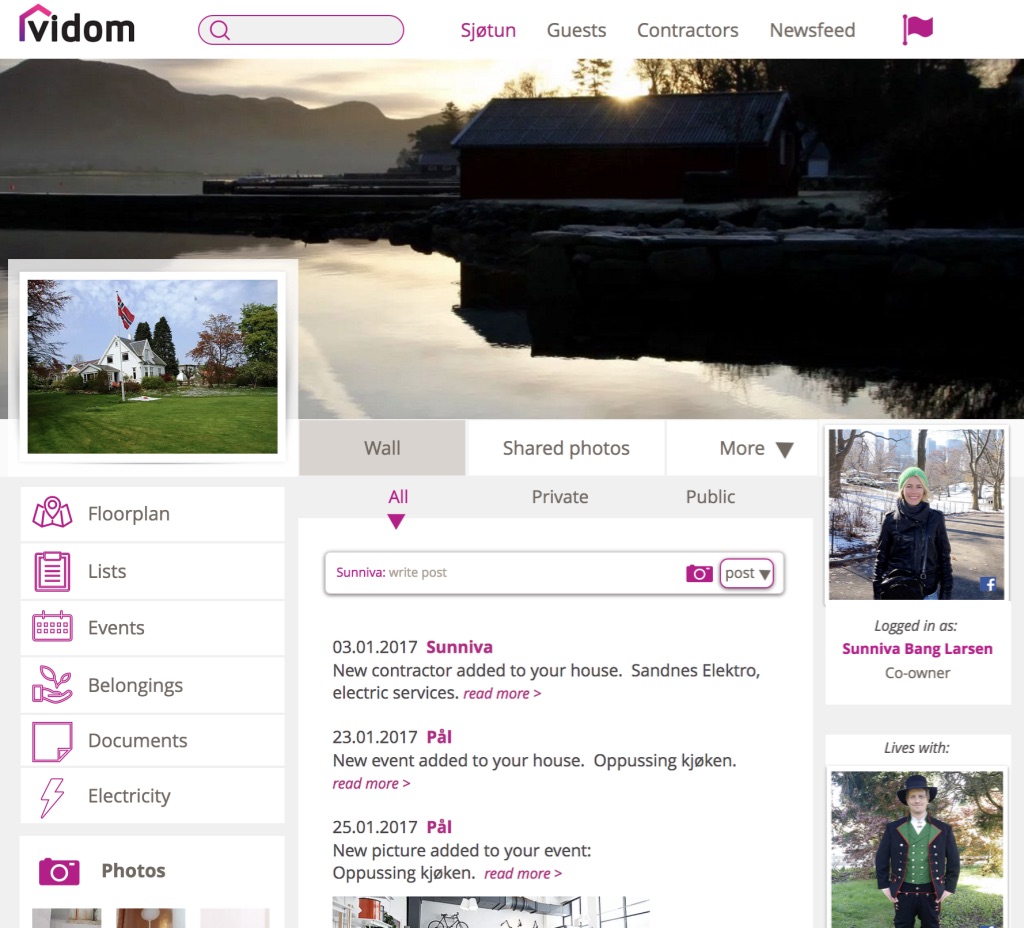 vidom
Sjøtun Guests Contractors Newsfeed
Wall Shared photos More
All Private Public
Floorplan
Lists
Events
Belongings
Documents
Electricity
Photos
Sunniva: write post post
03.01.2017 Sunniva
New contractor added to your house. Sandnes Elektro,
electric services. read more >
23.01.2017 Pål
New event added to your house. Oppussing kjøken.
read more >
25.01.2017 Pål
New picture added to your event:
Oppussing kjøken. read more >
f
Logged in as:
Sunniva Bang Larsen
Co-owner
Lives with: